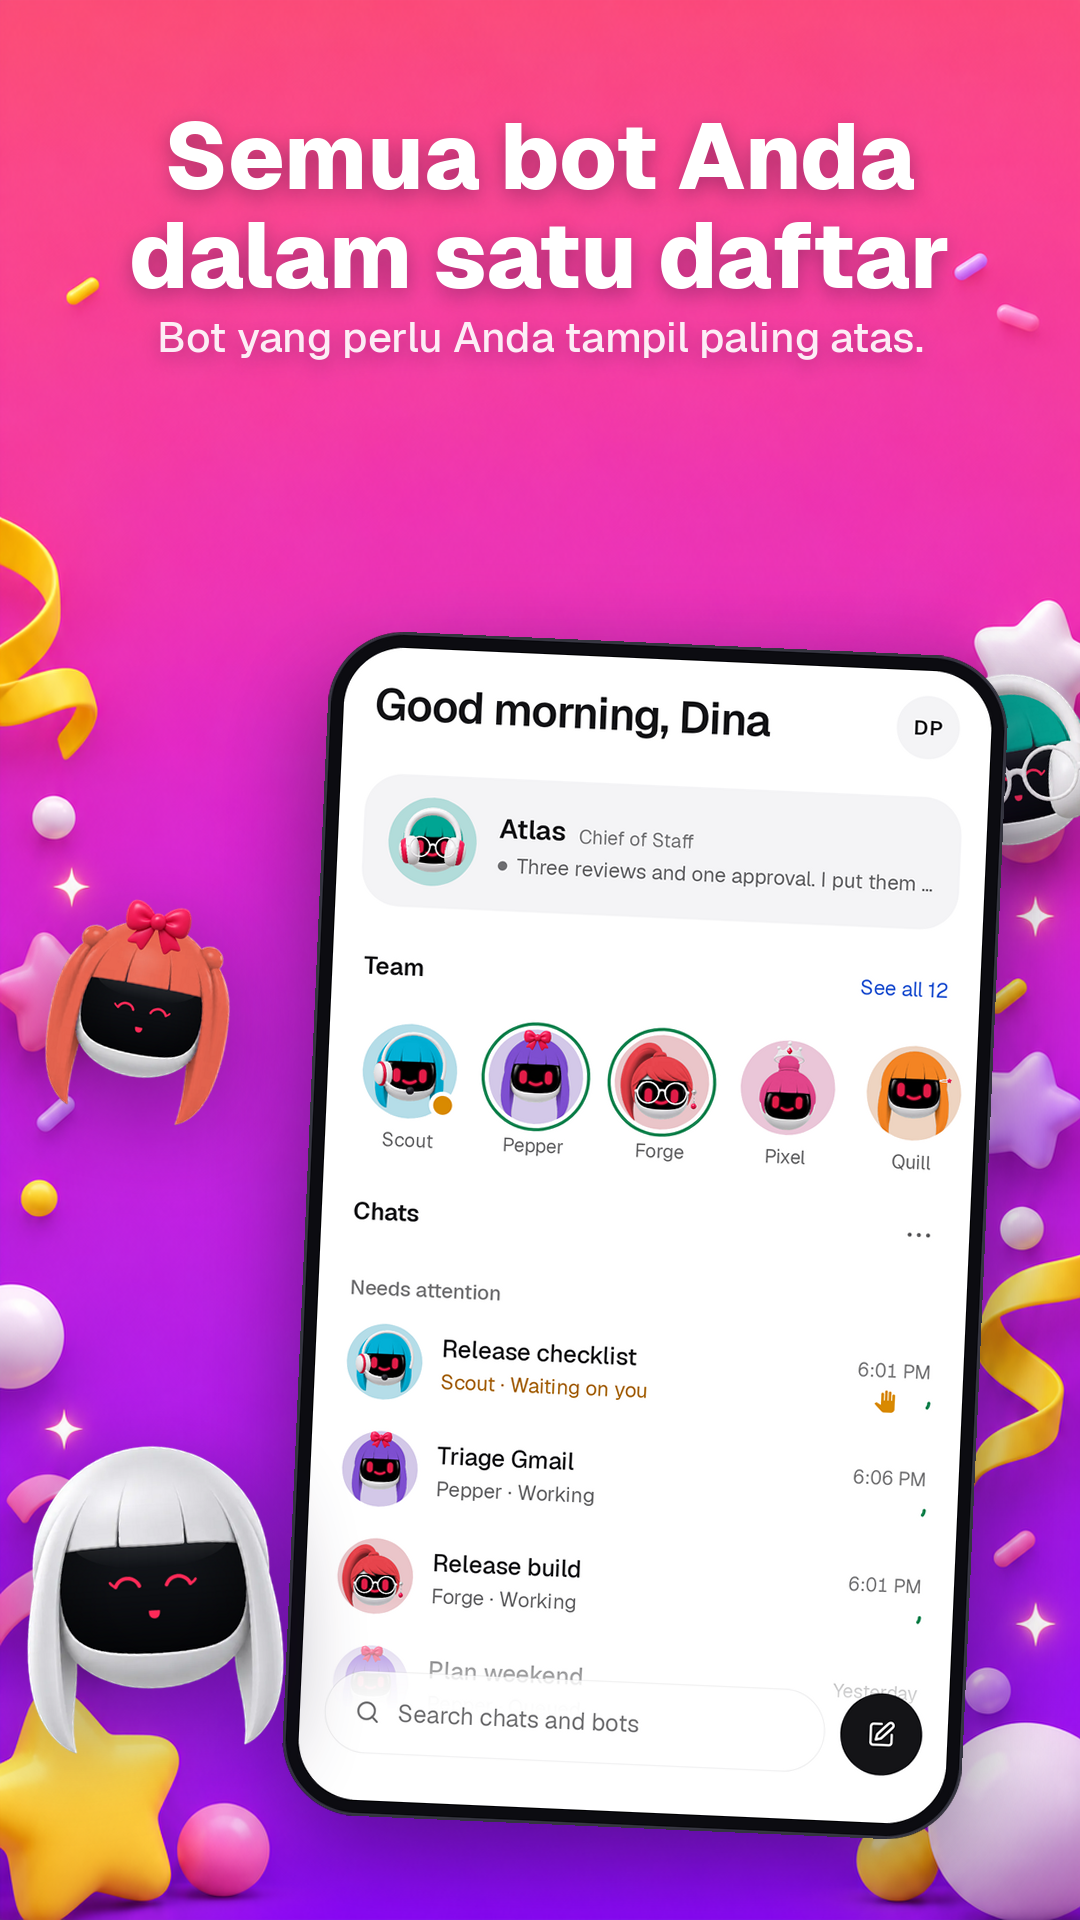 Semua bot Anda
dalam satu daftar
Bot yang perlu Anda tampil paling atas.
Good morning, Dina
DP
Atlas Chief of Staff
Three reviews and one approval. I put them ...
Team
See all 12
Scout
Pepper
Forge
Pixel
Quill
Chats
Needs attention
Release checklist
6:01 PM
Scout · Waiting on you
Triage Gmail
6:06 PM
Pepper · Working
Release build
6:01 PM
Forge · Working
Plan weekend
Yesterday
Search chats and bots